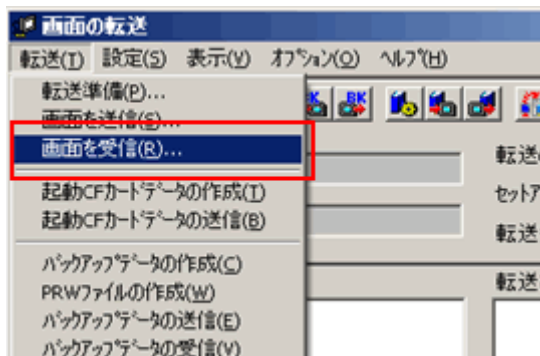 画面の転送
転送(T) 設定(S) 表示(V) オプション(O) ヘルプ(H)
転送準備(P)...
画面を送信(S)...
画面を受信(R)...
起動CFカードデータの作成(T)
起動CFカードデータの送信(B)
バックアップデータの作成(C)
PRWファイルの作成(W)
バックアップデータの送信(E)
バックアップデータの受信(V)
BK BK
転送
セットア
転送
転送